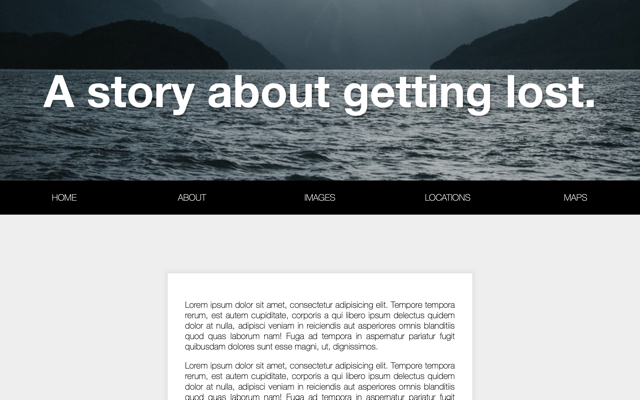 A story about getting lost.
HOME ABOUT IMAGES LOCATIONS MAPS
Lorem ipsum dolor sit amet, consectetur adipisicing elit. Tempore tempora
rerum, est autem cupiditate, corporis a qui libero ipsum delectus quidem
dolor at nulla, adipisci veniam in reiciendis aut asperiores omnis blanditiis
quod quas laborum nam! Fuga ad tempora in aspernatur pariatur fugit
quibusdam dolores sunt esse magni, ut, dignissimos.
Lorem ipsum dolor sit amet, consectetur adipisicing elit. Tempore tempora
rerum, est autem cupiditate, corporis a qui libero ipsum delectus quidem
dolor at nulla, adipisci veniam in reiciendis aut asperiores omnis blanditiis
quod quas laborum nam! Fuga ad tempora in aspernatur pariatur fugit